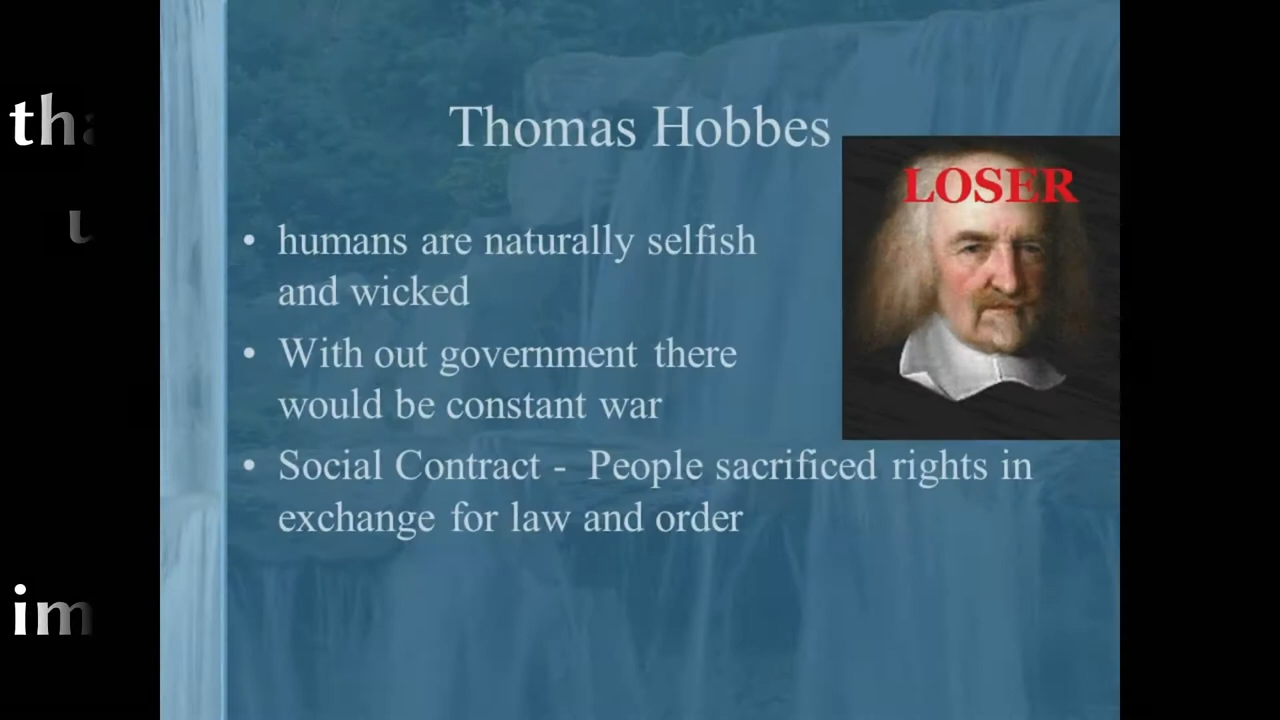 Thomas Hobbes
LOSER
• humans are naturally selfish
and wicked
• With out government there
would be constant war
• Social Contract - People sacrificed rights in
exchange for law and order